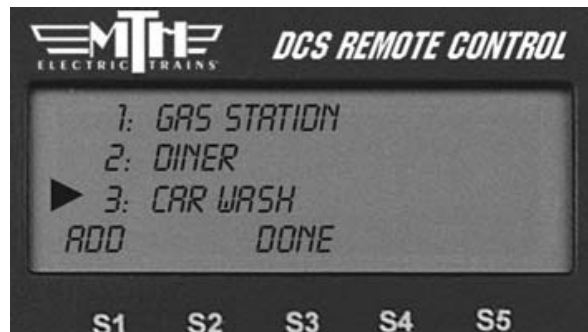 MTH DCS REMOTE CONTROL
ELECTRIC TRAINS
1: GAS STATION
2: DINER
3: CAR WASH
ADD DONE
S1 S2 S3 S4 S5